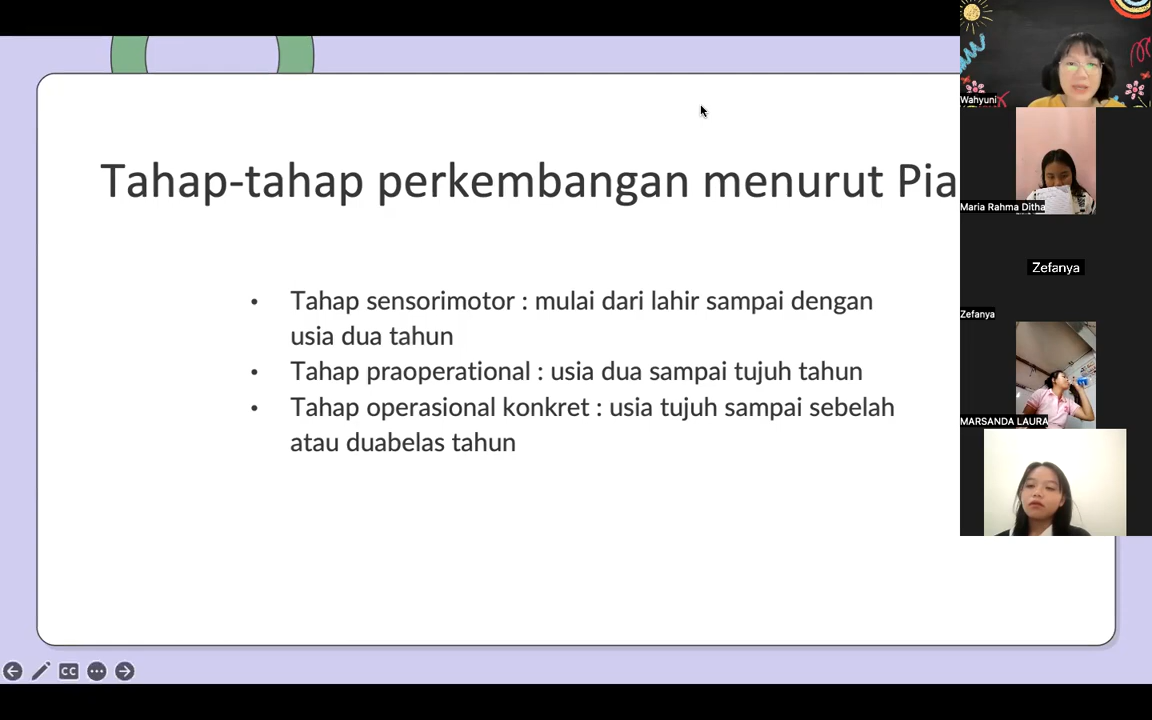 Tahap-tahap perkembangan menurut Pia
• Tahap sensorimotor : mulai dari lahir sampai dengan
usia dua tahun
• Tahap praoperational : usia dua sampai tujuh tahun
• Tahap operasional konkret : usia tujuh sampai sebelah
atau duabelas tahun
Wahyuni
Maria Rahma Ditha
Zefanya
Zefanya
MARSANDA LAURA
CC